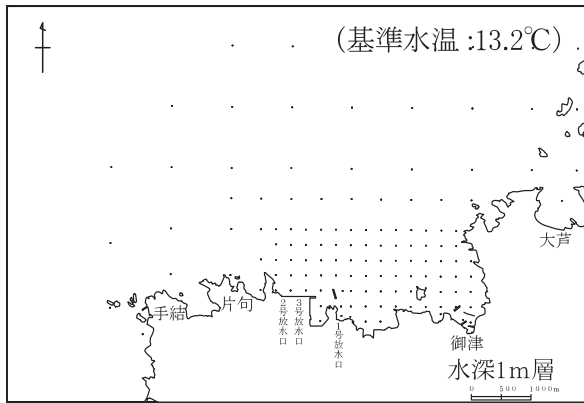 (基準水温:13.2℃)
大芦
手結
片句
2号放水口
3号放水口
1号放水口
御津
水深1m層
0 500 1000m